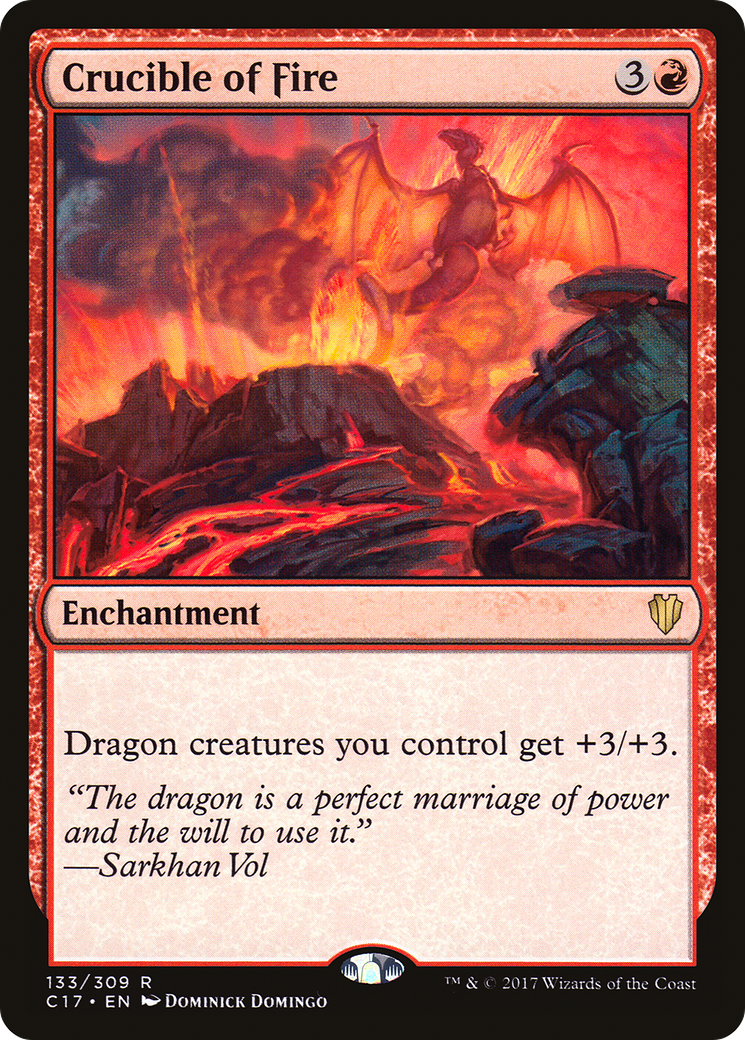 Crucible of Fire 3
Enchantment
Dragon creatures you control get +3/+3.
“The dragon is a perfect marriage of power
and the will to use it.”
—Sarkhan Vol
133/309 R
C17 • EN DOMINICK DOMINGO
™ & © 2017 Wizards of the Coast